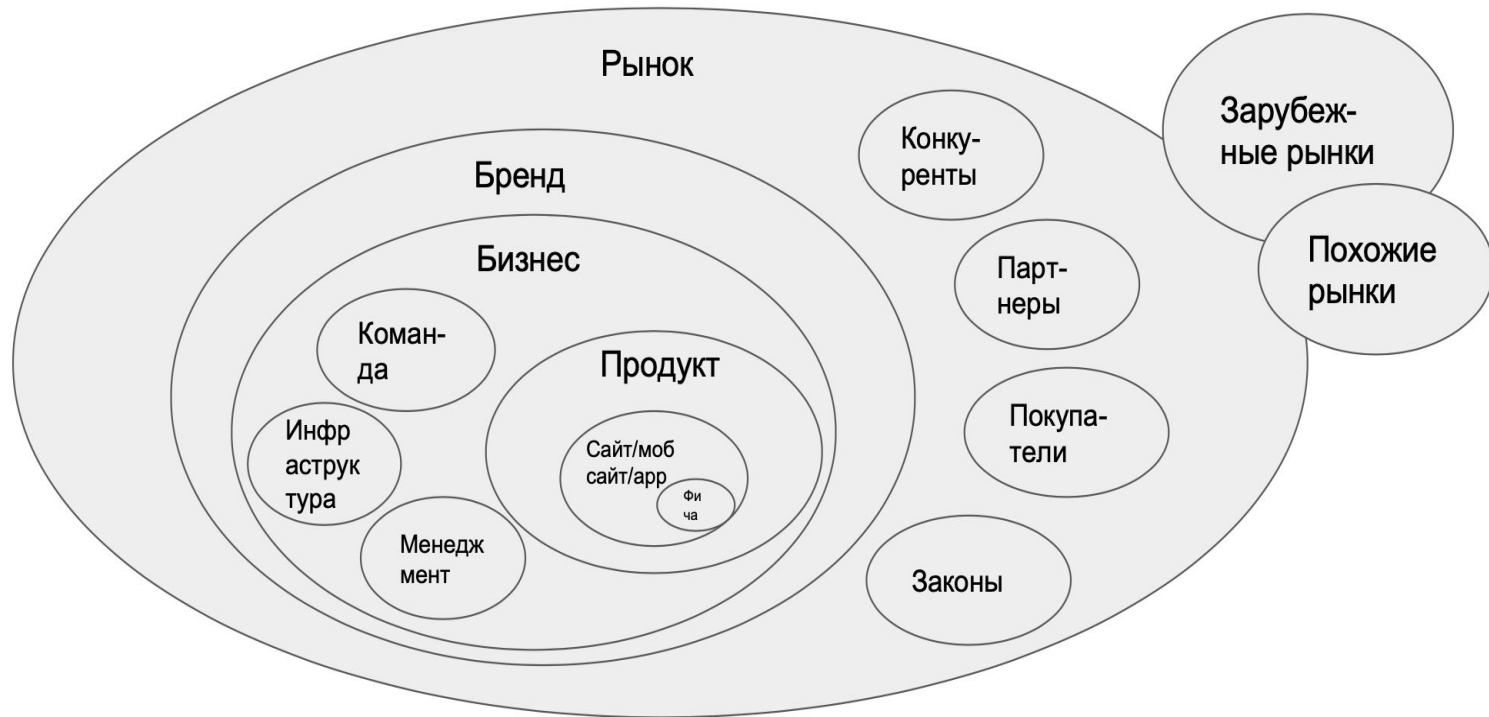 Рынок
Конку-
ренты
Зарубеж-
ные рынки
Бренд
Бизнес
Парт-
неры
Похожие
рынки
Коман-
да
Продукт
Инфр
аструк
тура
Сайт/моб
сайт/app
Фи
ча
Покупа-
тели
Менедж
мент
Законы